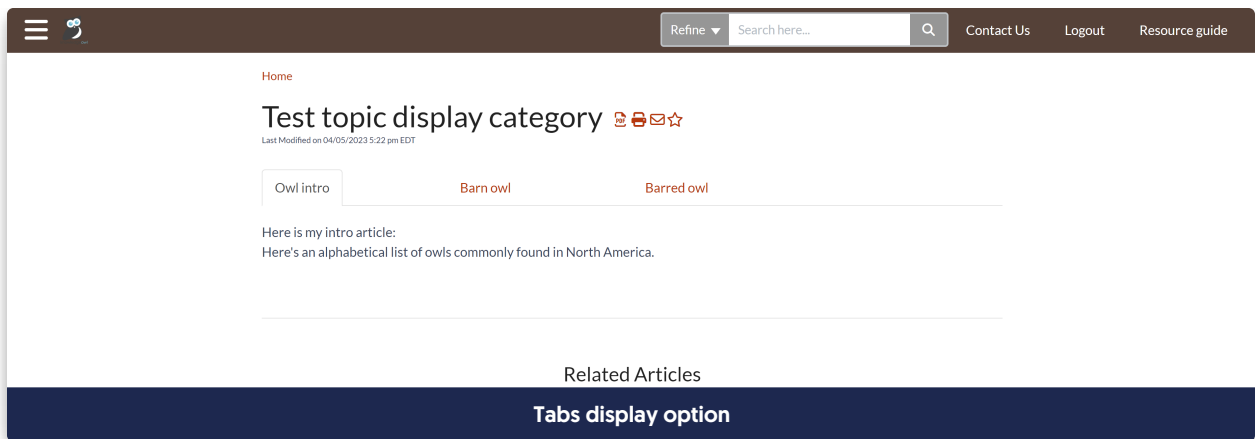 Refine Search here... Contact Us Logout Resource guide
Home
Test topic display category PDF
Last Modified on 04/05/2023 5:22 pm EDT
Owl intro Barn owl Barred owl
Here is my intro article:
Here's an alphabetical list of owls commonly found in North America.
Related Articles
Tabs display option